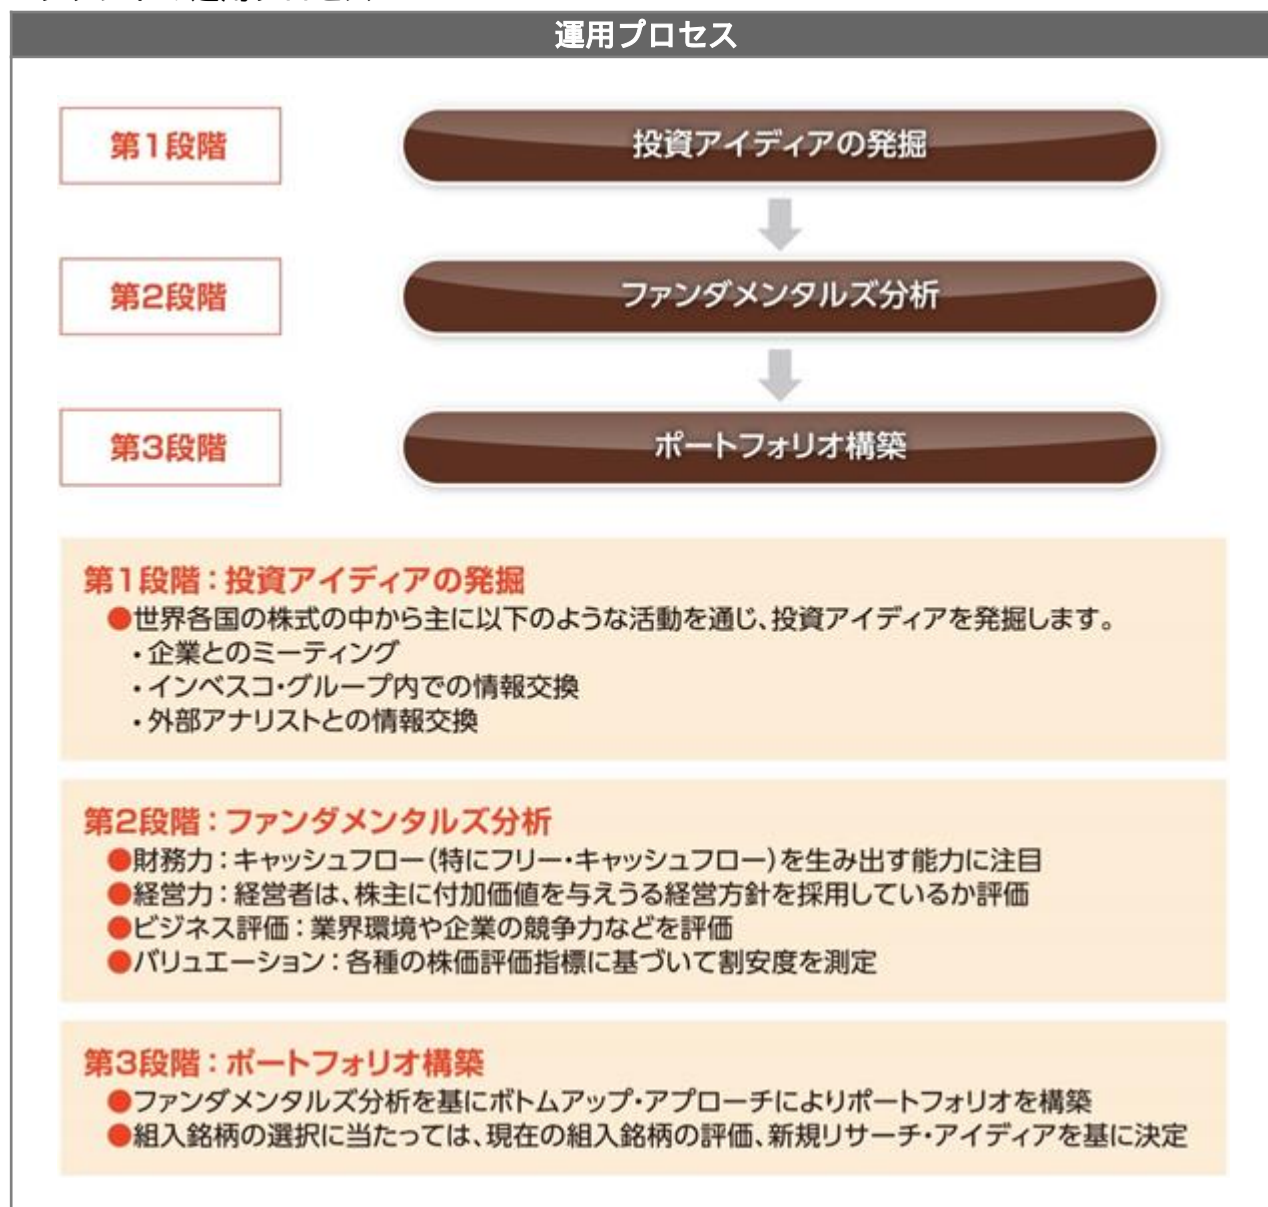 運用プロセス
第1段階
投資アイディアの発掘
第2段階
ファンダメンタルズ分析
第3段階
ポートフォリオ構築
第1段階：投資アイディアの発掘
●世界各国の株式の中から主に以下のような活動を通じ、投資アイディアを発掘します。
・企業とのミーティング
・インベスコ・グループ内での情報交換
・外部アナリストとの情報交換
第2段階：ファンダメンタルズ分析
●財務力：キャッシュフロー（特にフリー・キャッシュフロー）を生み出す能力に注目
●経営力：経営者は、株主に付加価値を与えうる経営方針を採用しているか評価
●ビジネス評価：業界環境や企業の競争力などを評価
●バリュエーション：各種の株価評価指標に基づいて割安度を測定
第3段階：ポートフォリオ構築
●ファンダメンタルズ分析を基にボトムアップ・アプローチによりポートフォリオを構築
●組入銘柄の選択に当たっては、現在の組入銘柄の評価、新規リサーチ・アイディアを基に決定